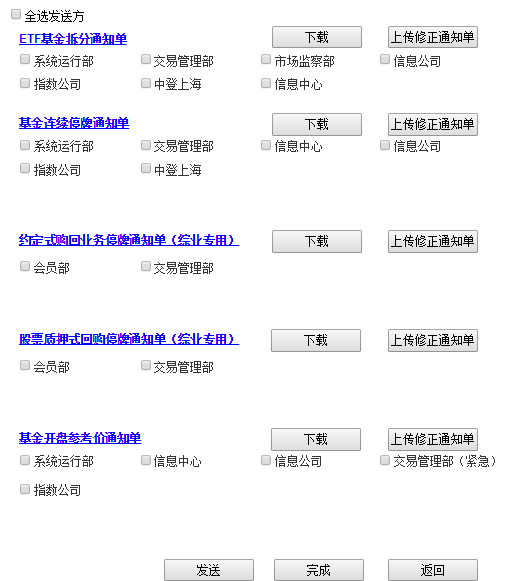 全选发送方
ETF基金拆分通知单 下载 上传修正通知单
系统运行部 交易管理部 市场监察部 信息公司
指数公司 中登上海 信息中心
基金连续停牌通知单 下载 上传修正通知单
系统运行部 交易管理部 信息中心 信息公司
指数公司 中登上海
约定式购回业务停牌通知单（综业专用） 下载 上传修正通知单
会员部 交易管理部
股票质押式回购停牌通知单（综业专用） 下载 上传修正通知单
会员部 交易管理部
基金开盘参考价通知单 下载 上传修正通知单
系统运行部 信息中心 信息公司 交易管理部（紧急）
指数公司
发送 完成 返回